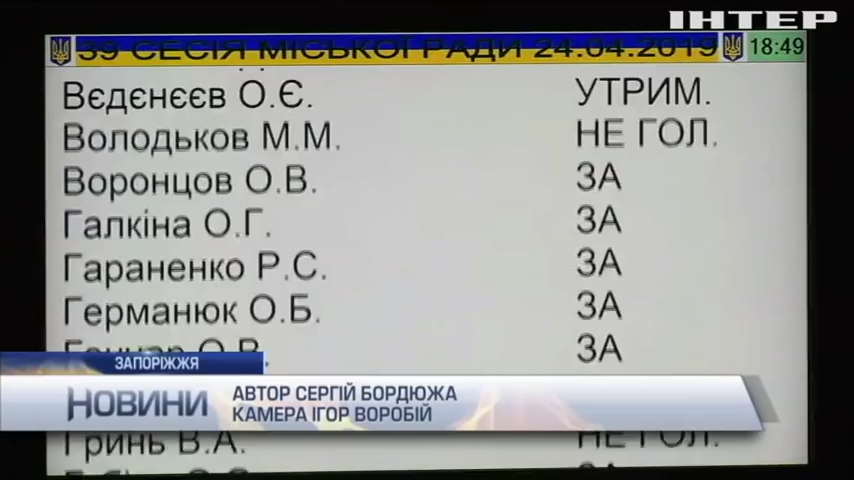 ІНТЕР
39 СЕСІЯ МІСЬКОЇ РАДИ 24.04.2019 18:49
Вєдєнєєв О.Є. УТРИМ.
Володьков М.М. НЕ ГОЛ.
Воронцов О.В. ЗА
Галкіна О.Г. ЗА
Гараненко Р.С. ЗА
Германюк О.Б. ЗА
О.В. ЗА
ЗАПОРІЖЖЯ
НОВИНИ
АВТОР СЕРГІЙ БОРДЮЖА
КАМЕРА ІГОР ВОРОБІЙ
Гринь В.А. НЕ ГОЛ.